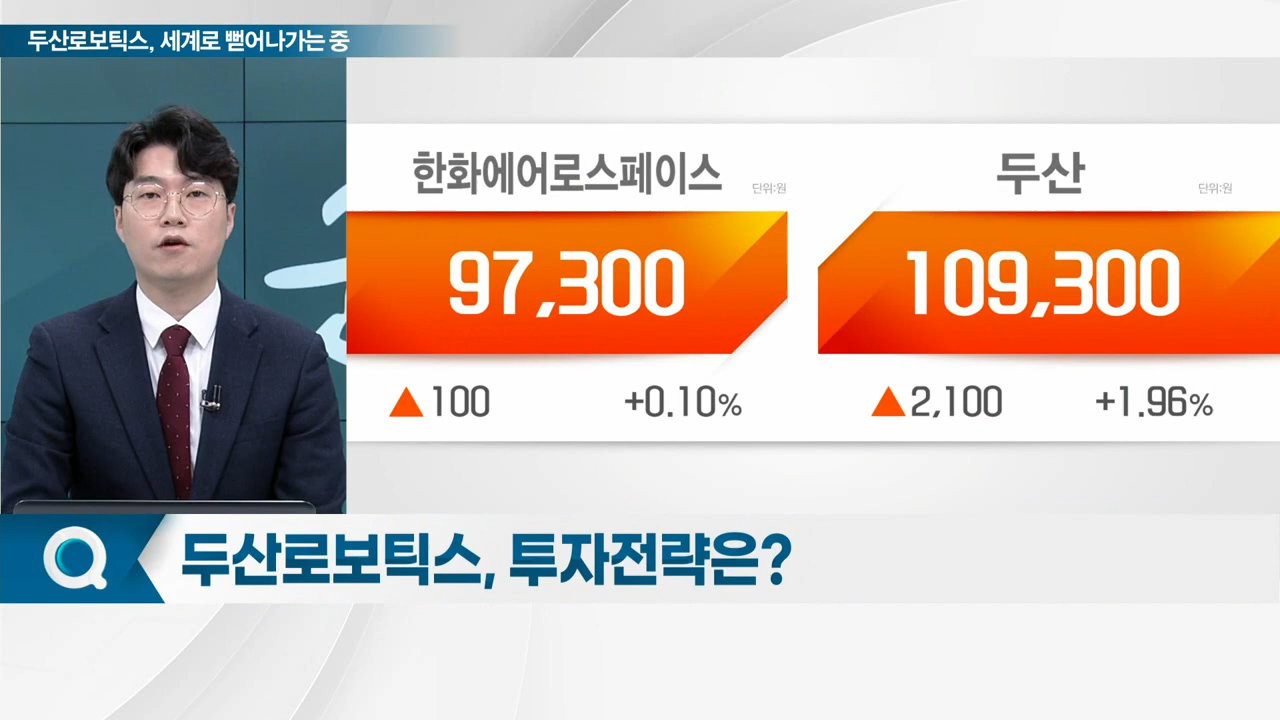 두산로보틱스, 세계로 뻗어나가는 중
한화에어로스페이스 단위:원
97,300
▲100 +0.10%
두산 단위:원
109,300
▲2,100 +1.96%
Q 두산로보틱스, 투자전략은?